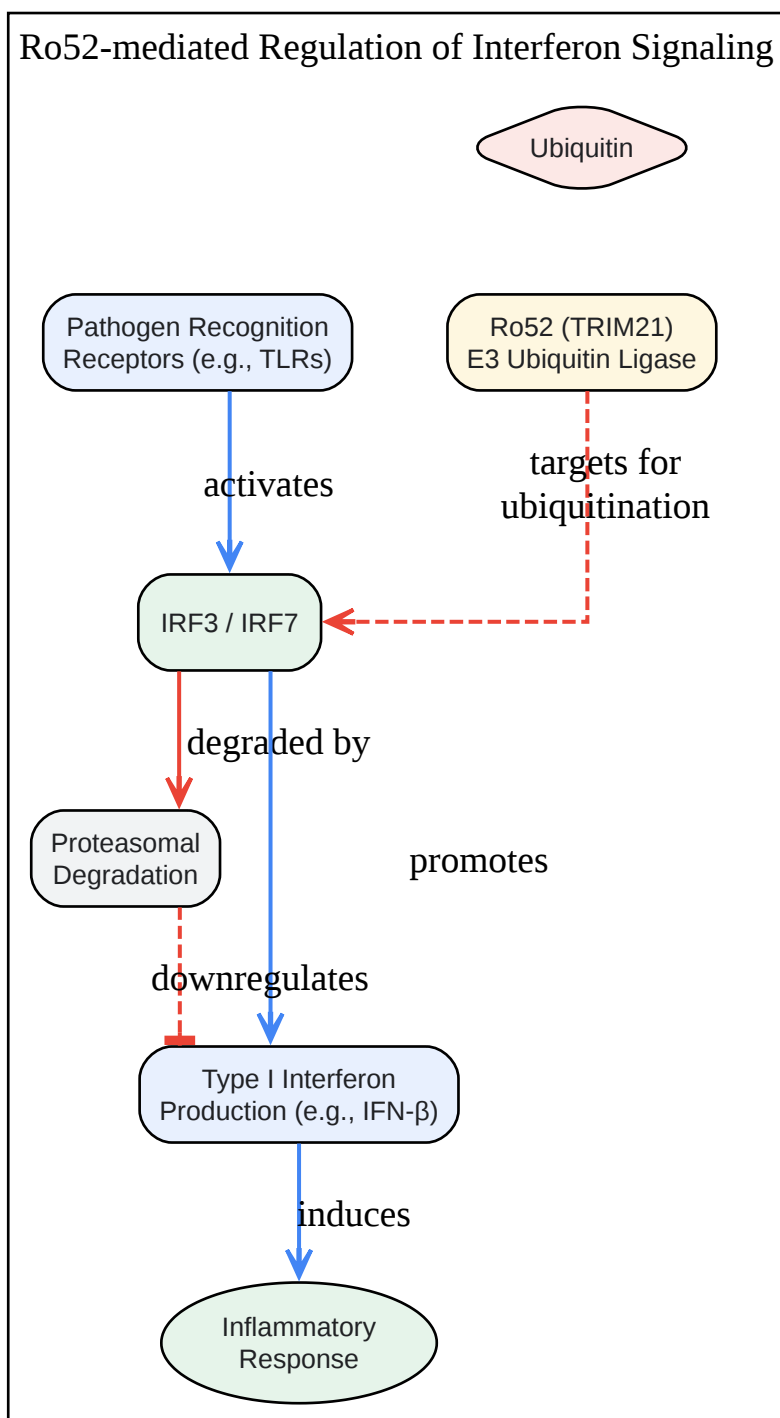 Ro52-mediated Regulation of Interferon Signaling
Ubiquitin
Pathogen Recognition
Receptors (e.g., TLRs)
Ro52 (TRIM21)
E3 Ubiquitin Ligase
activates
targets for
ubiquitination
IRF3 / IRF7
degraded by
Proteasomal
Degradation
promotes
downregulates
Type I Interferon
Production (e.g., IFN-β)
induces
Inflammatory
Response